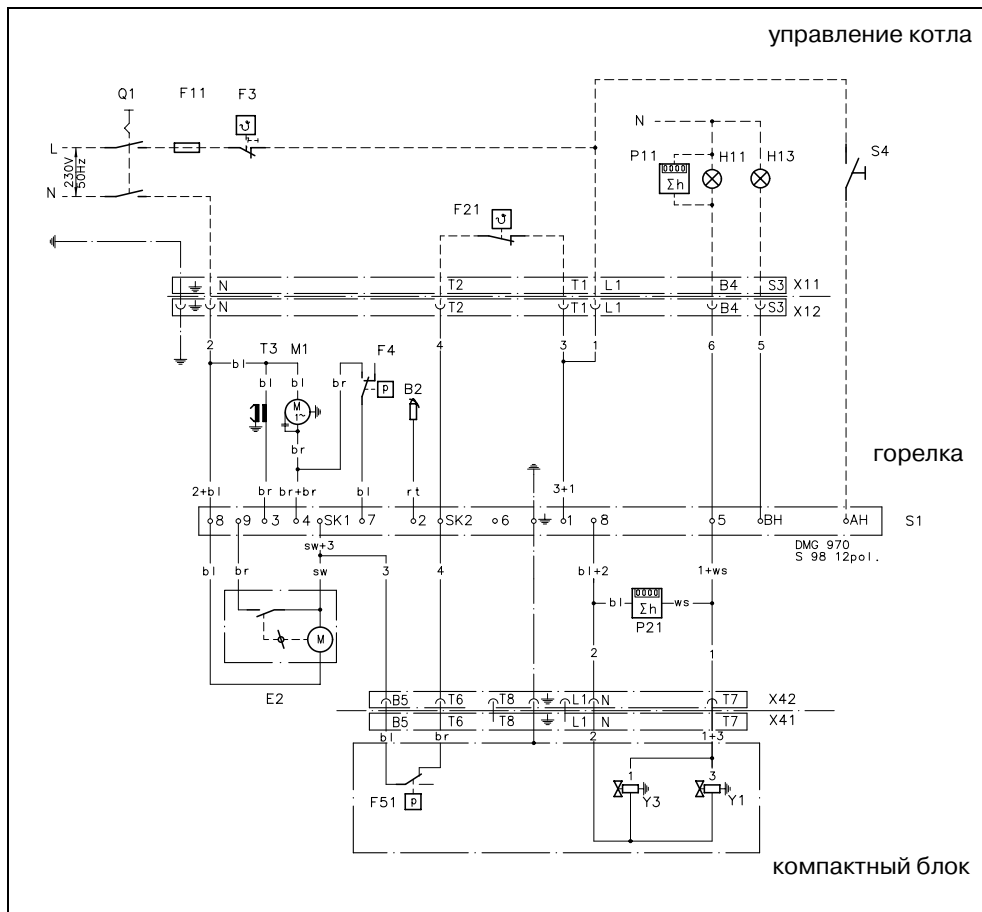 управление котла
Q1 F11 F3
N
L
P11 H11 H13 S4
230V
50Hz
Σh
N
F21
N T2 T1 L1 B4 S3 X11
N T2 T1 L1 B4 S3 X12
2 4 3 1 6 5
T3 M1 F4
bl bl bl br P B2
M
1~
br
горелка
2+bl br br+br bl rt 3+1
8 9 3 4 SK1 7 2 SK2 6 1 8 5 BH AH S1
DMG 970
S 98 12pol.
sw+3
bl br sw 3 4 bl+2 1+ws
0000
bl Σh ws
P21
M
2 1
E2
B5 T6 T8 L1 N T7 X42
B5 T6 T8 L1 N T7 X41
bl br 2 1+3
1 3
F51 P Y3 Y1
компактный блок